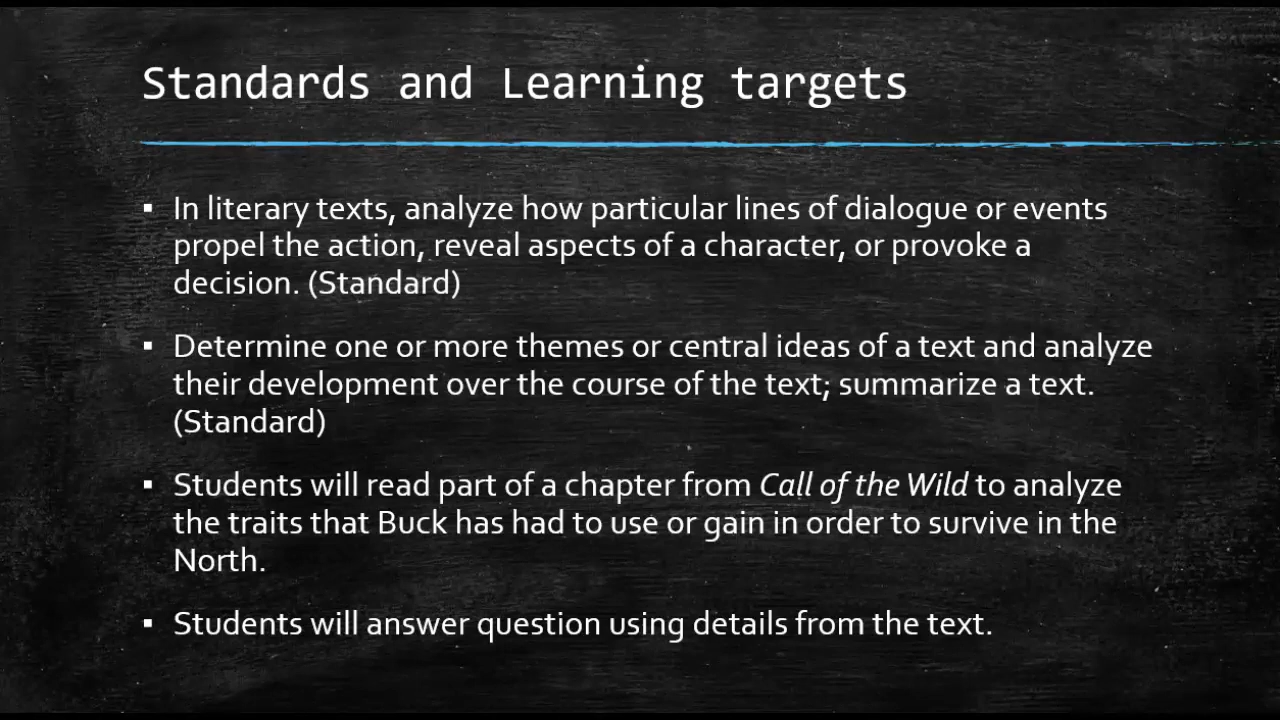 Standards and Learning targets
▪ In literary texts, analyze how particular lines of dialogue or events
propel the action, reveal aspects of a character, or provoke a
decision. (Standard)
▪ Determine one or more themes or central ideas of a text and analyze
their development over the course of the text; summarize a text.
(Standard)
▪ Students will read part of a chapter from Call of the Wild to analyze
the traits that Buck has had to use or gain in order to survive in the
North.
▪ Students will answer question using details from the text.